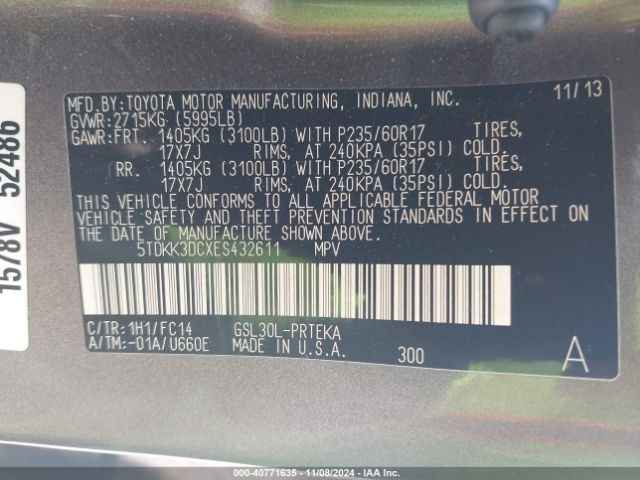 MFD.BY:TOYOTA MOTOR MANUFACTURING, INDIANA, INC. 11/13
GVWR:2715KG (5995LB)
GAWR:FRT. 1405KG (3100LB) WITH P235/60R17 TIRES,
17X7J RIMS, AT 240KPA (35PSI) COLD.
RR. 1405KG (3100LB) WITH P235/60R17 TIRES,
17X7J RIMS, AT 240KPA (35PSI) COLD.
THIS VEHICLE CONFORMS TO ALL APPLICABLE FEDERAL MOTOR
VEHICLE SAFETY AND THEFT PREVENTION STANDARDS IN EFFECT ON
THE DATE OF MANUFACTURE SHOWN ABOVE.
5TDKK3DCXES432611 MPV
C/TR:1H1/FC14 GSL30L-PRTEKA
A/TM:-01A/U660E MADE IN U.S.A. 300 A
1578V 52486
000-40771635 - 11/08/2024 - IAA Inc.